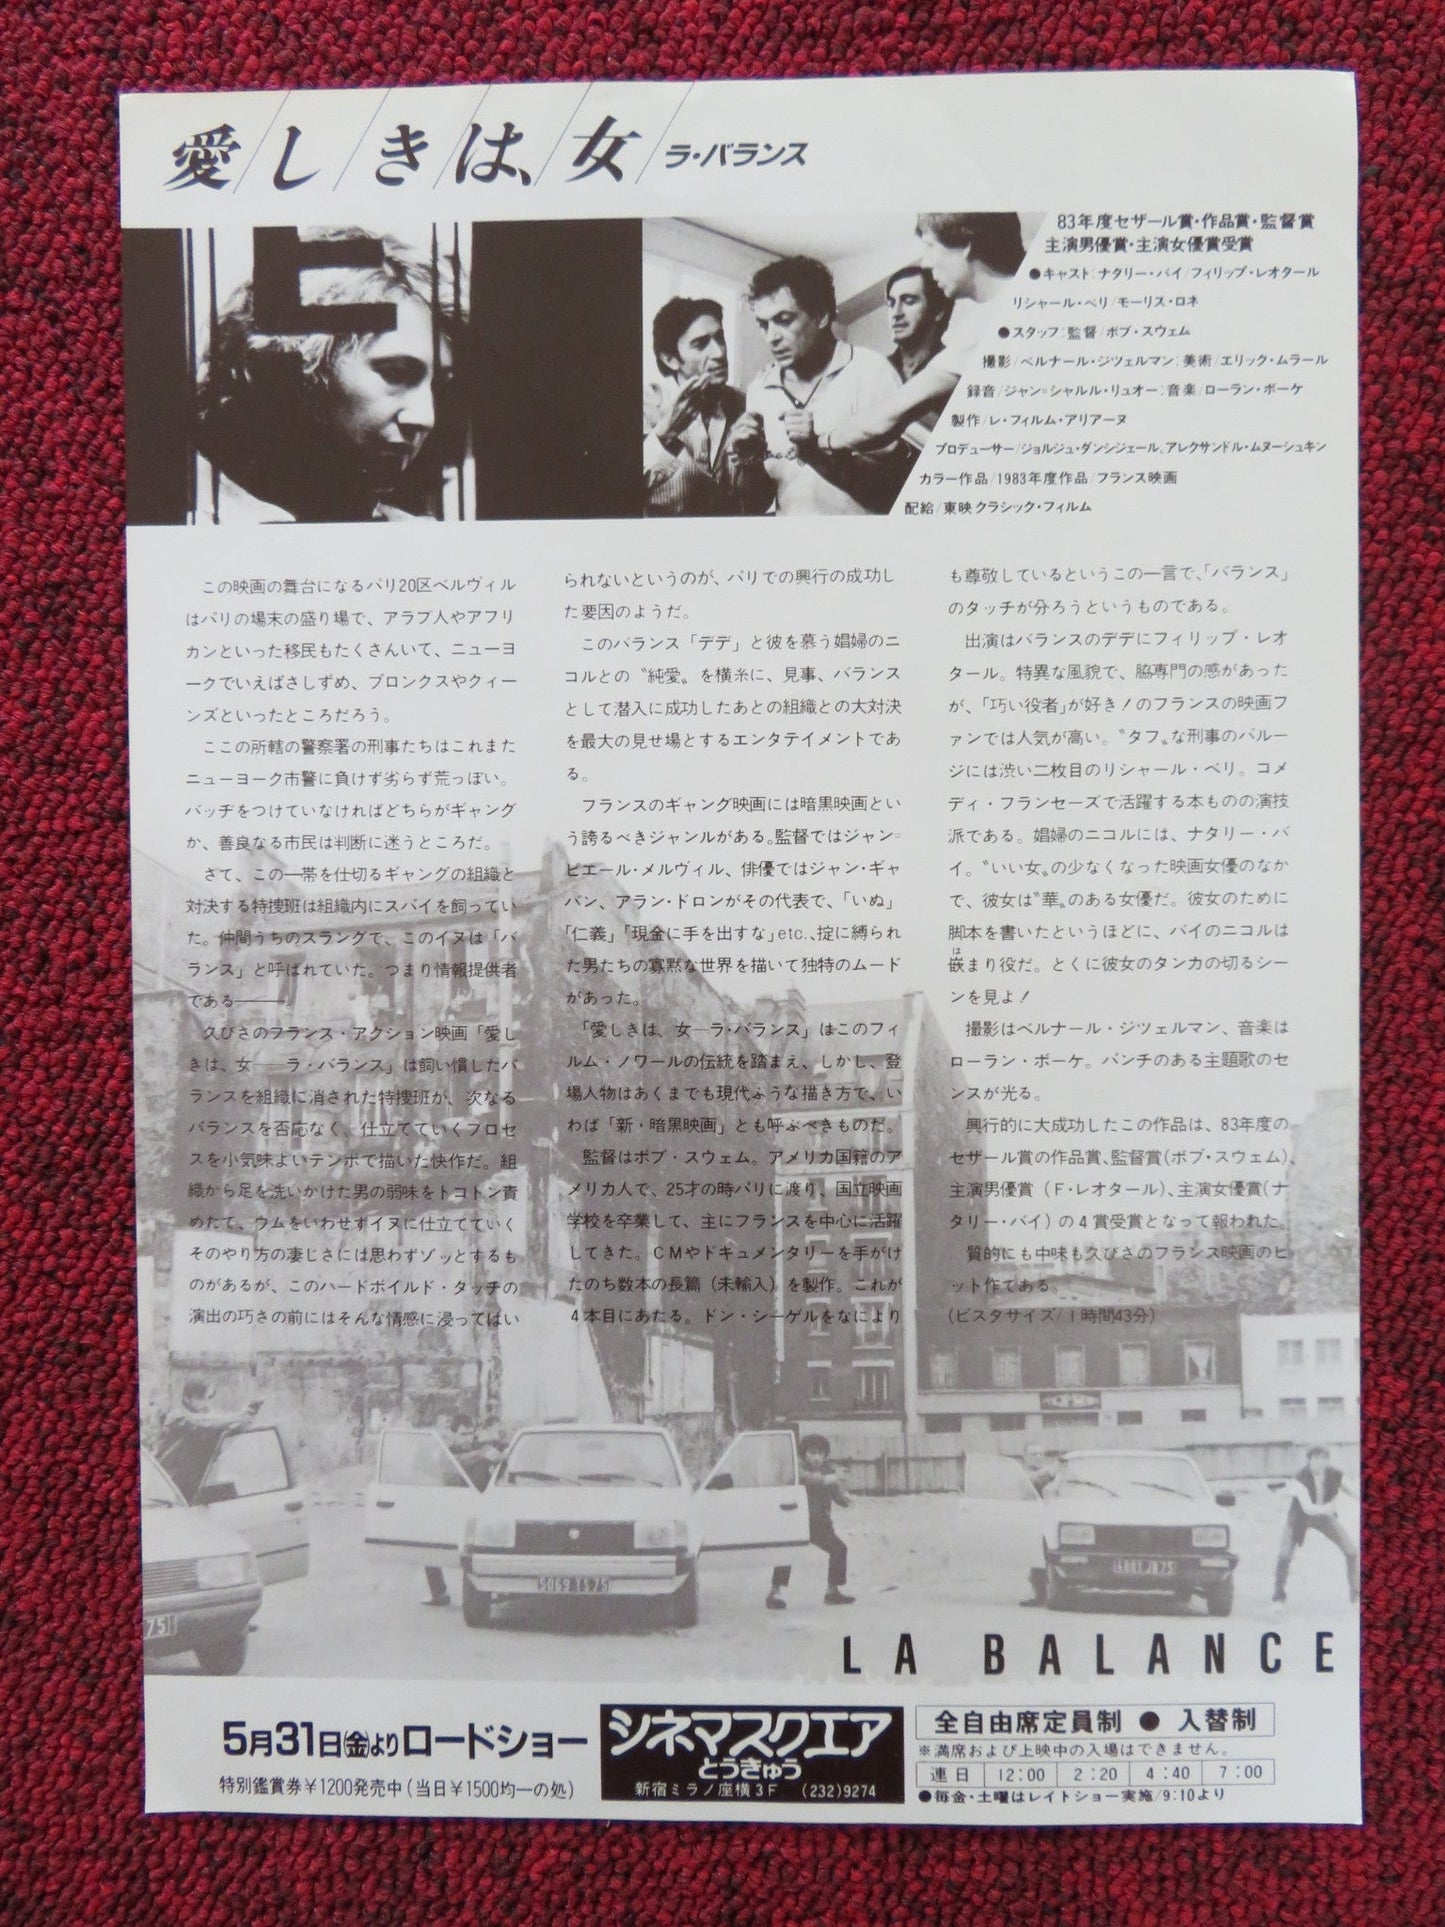 愛しきは、女 ラ・バランス
83年度セザール賞・作品賞・監督賞
主演男優賞・主演女優賞受賞
●キャスト:ナタリー・バイ/フィリップ・レオタール
リシャール・ベリ/モーリス・ロネ
●スタッフ:監督/ボブ・スウェム
撮影/ベルナール・ジツェルマン:美術/エリック・ムラール
録音/ジャン=シャルル・リュオー:音楽/ローラン・ボーケ
製作/レ・フィルム・アリアーヌ
プロデューサー/ジョルジュ・ダンシジェール、アレクサンドル・ムヌーシュキン
カラー作品/1983年度作品/フランス映画
配給/東映クラシック・フィルム
この映画の舞台になるパリ20区ベルヴィル
はパリの場末の盛り場で、アラブ人やアフリ
カンといった移民もたくさんいて、ニューヨ
ークでいえばさしずめ、ブロンクスやクィー
ンズといったところだろう。
ここの所轄の警察署の刑事たちはこれまた
ニューヨーク市警に負けず劣らず荒っぽい。
バッヂをつけていなければどちらがギャング
か、善良なる市民は判断に迷うところだ。
さて、この一帯を仕切るギャングの組織と
対決する特捜班は組織内にスパイを飼ってい
た。仲間うちのスラングで、このイヌは「バ
ランス」と呼ばれていた。つまり情報提供者
である――。
久びさのフランス・アクション映画「愛し
きは、女――ラ・バランス」は飼い慣したバ
ランスを組織に消された特捜班が、次なる
バランスを否応なく、仕立てていくプロセ
スを小気味よいテンポで描いた快作だ。組
織から足を洗いかけた男の弱味をトコトン責
めたて、ウムをいわせずイヌに仕立てていく
そのやり方の凄じさには思わずゾッとするも
のがあるが、このハードボイルド・タッチの
演出の巧さの前にはそんな情感に浸ってはい
られないというのが、パリでの興行の成功し
た要因のようだ。
このバランス「デデ」と彼を慕う娼婦のニ
コルとの〝純愛〟を横糸に、見事、バランス
として潜入に成功したあとの組織との大対決
を最大の見せ場とするエンタテイメントであ
る。
フランスのギャング映画には暗黒映画とい
う誇るべきジャンルがある。監督ではジャン=
ピエール・メルヴィル、俳優ではジャン・ギャ
バン、アラン・ドロンがその代表で、「いぬ」
「仁義」「現金に手を出すな」etc.、掟に縛られ
た男たちの寡黙な世界を描いて独特のムード
があった。
「愛しきは、女―ラ・バランス」はこのフィ
ルム・ノワールの伝統を踏まえ、しかし、登
場人物はあくまでも現代ふうな描き方で、い
わば「新・暗黒映画」とも呼ぶべきものだ。
監督はボブ・スウェム。アメリカ国籍のア
メリカ人で、25才の時パリに渡り、国立映画
学校を卒業して、主にフランスを中心に活躍
してきた。CMやドキュメンタリーを手がけ
たのち数本の長篇(未輸入)を製作。これが
4本目にあたる。ドン・シーゲルをなにより
も尊敬しているというこの一言で、「バランス」
のタッチが分ろうというものである。
出演はバランスのデデにフィリップ・レオ
タール。特異な風貌で、脇専門の感があった
が、「巧い役者」が好き!のフランスの映画フ
ァンでは人気が高い。〝タフ〟な刑事のパルー
ジには渋い二枚目のリシャール・ベリ。コメ
ディ・フランセーズで活躍する本ものの演技
派である。娼婦のニコルには、ナタリー・バ
イ。〝いい女〟の少なくなった映画女優のなか
で、彼女は〝華〟のある女優だ。彼女のために
脚本を書いたというほどに、バイのニコルは
嵌まり役だ。とくに彼女のタンカの切るシー
ンを見よ!
撮影はベルナール・ジツェルマン、音楽は
ローラン・ボーケ。パンチのある主題歌のセ
ンスが光る。
興行的に大成功したこの作品は、83年度の
セザール賞の作品賞、監督賞(ボブ・スウェム)、
主演男優賞(F・レオタール)、主演女優賞(ナ
タリー・バイ)の4賞受賞となって報われた。
質的にも中味も久びさのフランス映画のヒ
ット作である。
(ビスタサイズ/1時間43分)
5069 TS 75
LA BALANCE
5月31日(金)よりロードショー
特別鑑賞券¥1200発売中(当日¥1500均一の処)
シネマスクエア
とうきゅう
新宿ミラノ座横3F (232)9274
全自由席定員制 ● 入替制
※満席および上映中の入場はできません。
連日 12:00 2:20 4:40 7:00
●毎金・土曜はレイトショー実施/9:10より